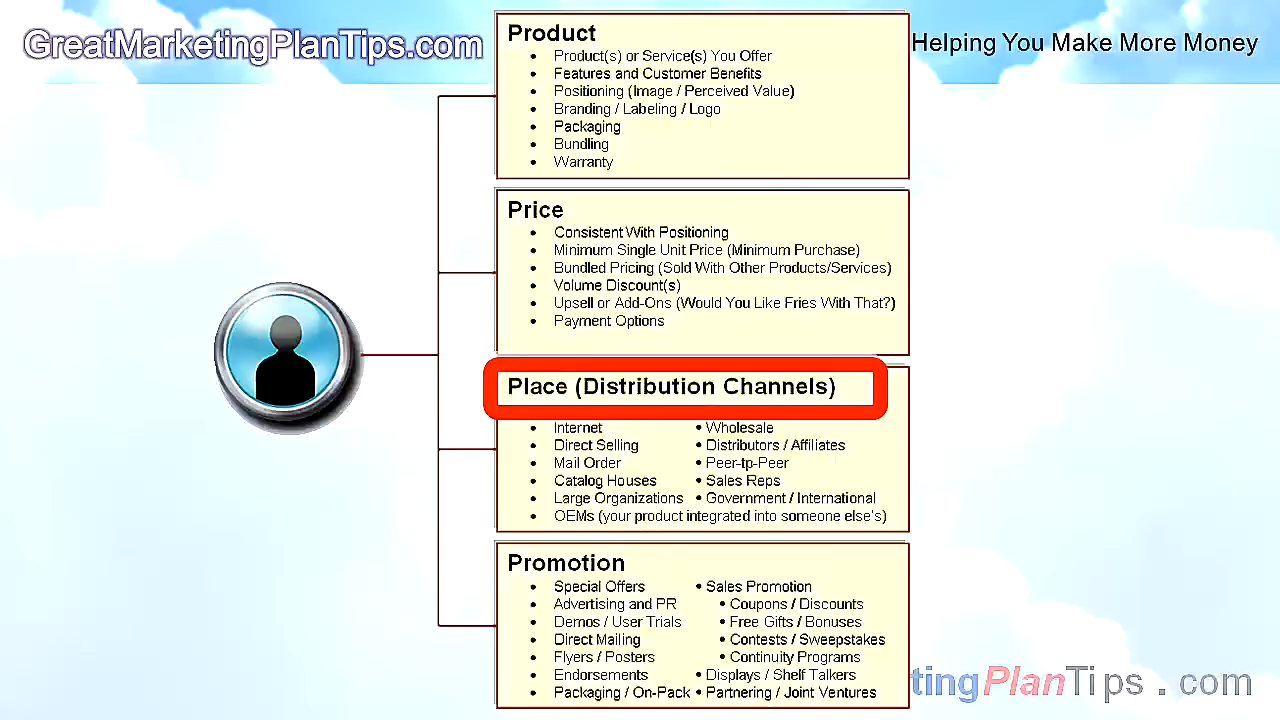 GreatMarketingPlanTips.com
Helping You Make More Money
Product
• Product(s) or Service(s) You Offer
• Features and Customer Benefits
• Positioning (Image / Perceived Value)
• Branding / Labeling / Logo
• Packaging
• Bundling
• Warranty
Price
• Consistent With Positioning
• Minimum Single Unit Price (Minimum Purchase)
• Bundled Pricing (Sold With Other Products/Services)
• Volume Discount(s)
• Upsell or Add-Ons (Would You Like Fries With That?)
• Payment Options
Place (Distribution Channels)
• Internet • Wholesale
• Direct Selling • Distributors / Affiliates
• Mail Order • Peer-tp-Peer
• Catalog Houses • Sales Reps
• Large Organizations • Government / International
• OEMs (your product integrated into someone else's)
Promotion
• Special Offers • Sales Promotion
• Advertising and PR • Coupons / Discounts
• Demos / User Trials • Free Gifts / Bonuses
• Direct Mailing • Contests / Sweepstakes
• Flyers / Posters • Continuity Programs
• Endorsements • Displays / Shelf Talkers
• Packaging / On-Pack • Partnering / Joint Ventures
tingPlanTips . com